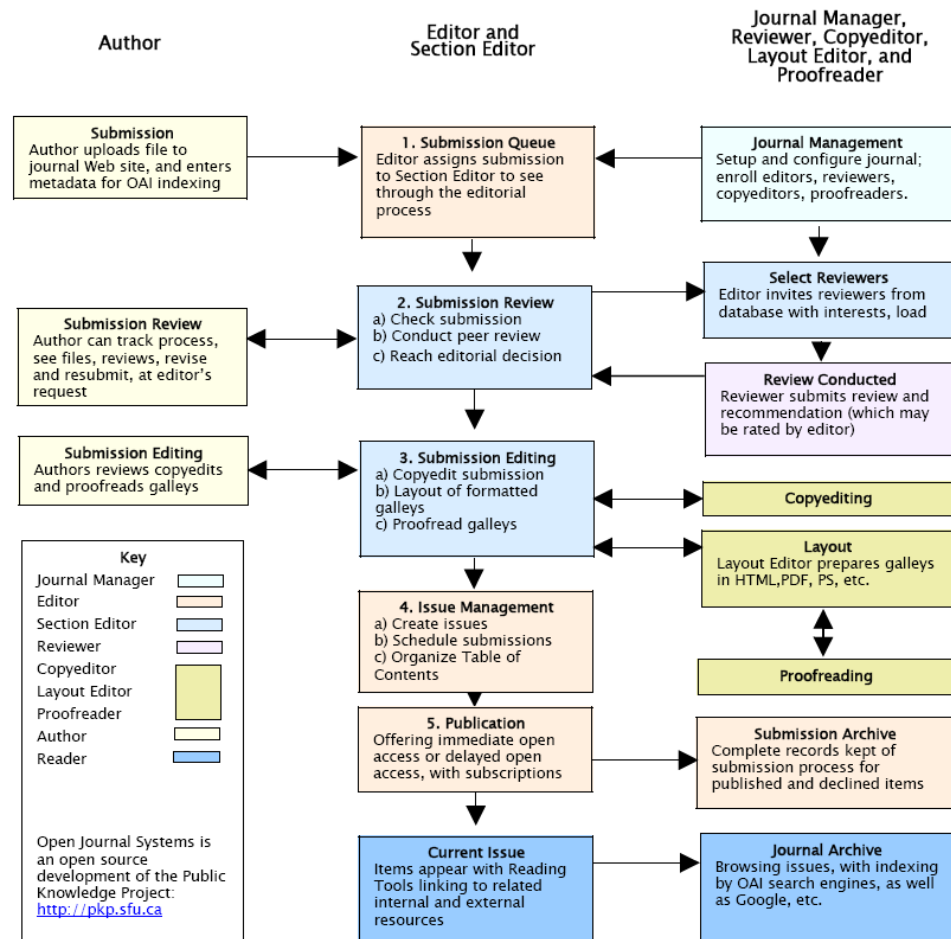 Author
Editor and
Section Editor
Journal Manager,
Reviewer, Copyeditor,
Layout Editor, and
Proofreader
Submission
Author uploads file to
journal Web site, and enters
metadata for OAI indexing
1. Submission Queue
Editor assigns submission
to Section Editor to see
through the editorial
process
Journal Management
Setup and configure journal;
enroll editors, reviewers,
copyeditors, proofreaders.
Submission Review
Author can track process,
see files, reviews, revise
and resubmit, at editor's
request
2. Submission Review
a) Check submission
b) Conduct peer review
c) Reach editorial decision
Select Reviewers
Editor invites reviewers from
database with interests, load
Review Conducted
Reviewer submits review and
recommendation (which may
be rated by editor)
Submission Editing
Authors reviews copyedits
and proofreads galleys
3. Submission Editing
a) Copyedit submission
b) Layout of formatted
galleys
c) Proofread galleys
Copyediting
Layout
Layout Editor prepares galleys
in HTML,PDF, PS, etc.
Proofreading
4. Issue Management
a) Create issues
b) Schedule submissions
c) Organize Table of
Contents
5. Publication
Offering immediate open
access or delayed open
access, with subscriptions
Submission Archive
Complete records kept of
submission process for
published and declined items
Current Issue
Items appear with Reading
Tools linking to related
internal and external
resources
Journal Archive
Browsing issues, with indexing
by OAI search engines, as well
as Google, etc.
Key
Journal Manager
Editor
Section Editor
Reviewer
Copyeditor
Layout Editor
Proofreader
Author
Reader
Open Journal Systems is
an open source
development of the Public
Knowledge Project:
http://pkp.sfu.ca